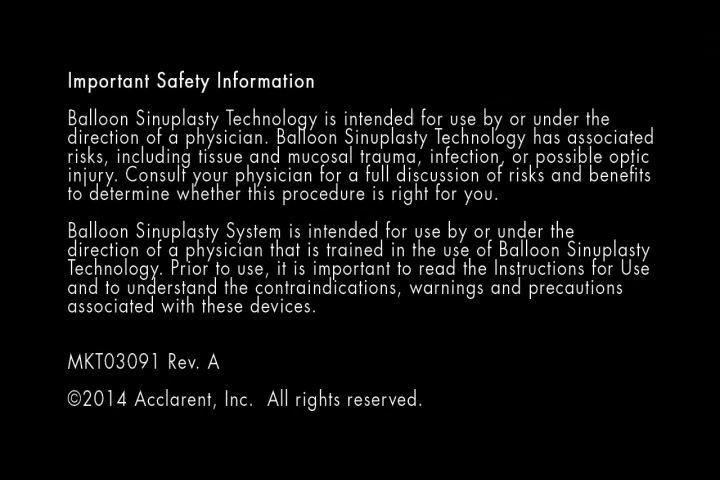 Important Safety Information
Balloon Sinuplasty Technology is intended for use by or under the
direction of a physician. Balloon Sinuplasty Technology has associated
risks, including tissue and mucosal trauma, infection, or possible optic
injury. Consult your physician for a full discussion of risks and benefits
to determine whether this procedure is right for you.
Balloon Sinuplasty System is intended for use by or under the
direction of a physician that is trained in the use of Balloon Sinuplasty
Technology. Prior to use, it is important to read the Instructions for Use
and to understand the contraindications, warnings and precautions
associated with these devices.
MKT03091 Rev. A
©2014 Acclarent, Inc.  All rights reserved.